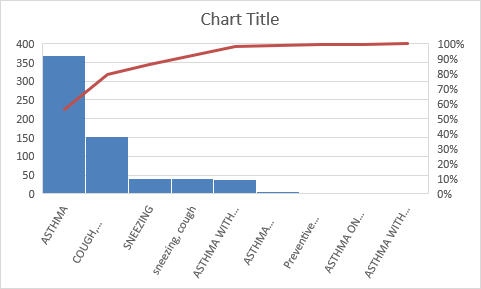 Chart Title
400
350
300
250
200
150
100
50
0
100%
90%
80%
70%
60%
50%
40%
30%
20%
10%
0%
ASTHMA
COUGH,...
SNEEZING
sneezing, cough
ASTHMA WITH...
ASTHMA...
Preventive...
ASTHMA ON...
ASTHMA WITH...